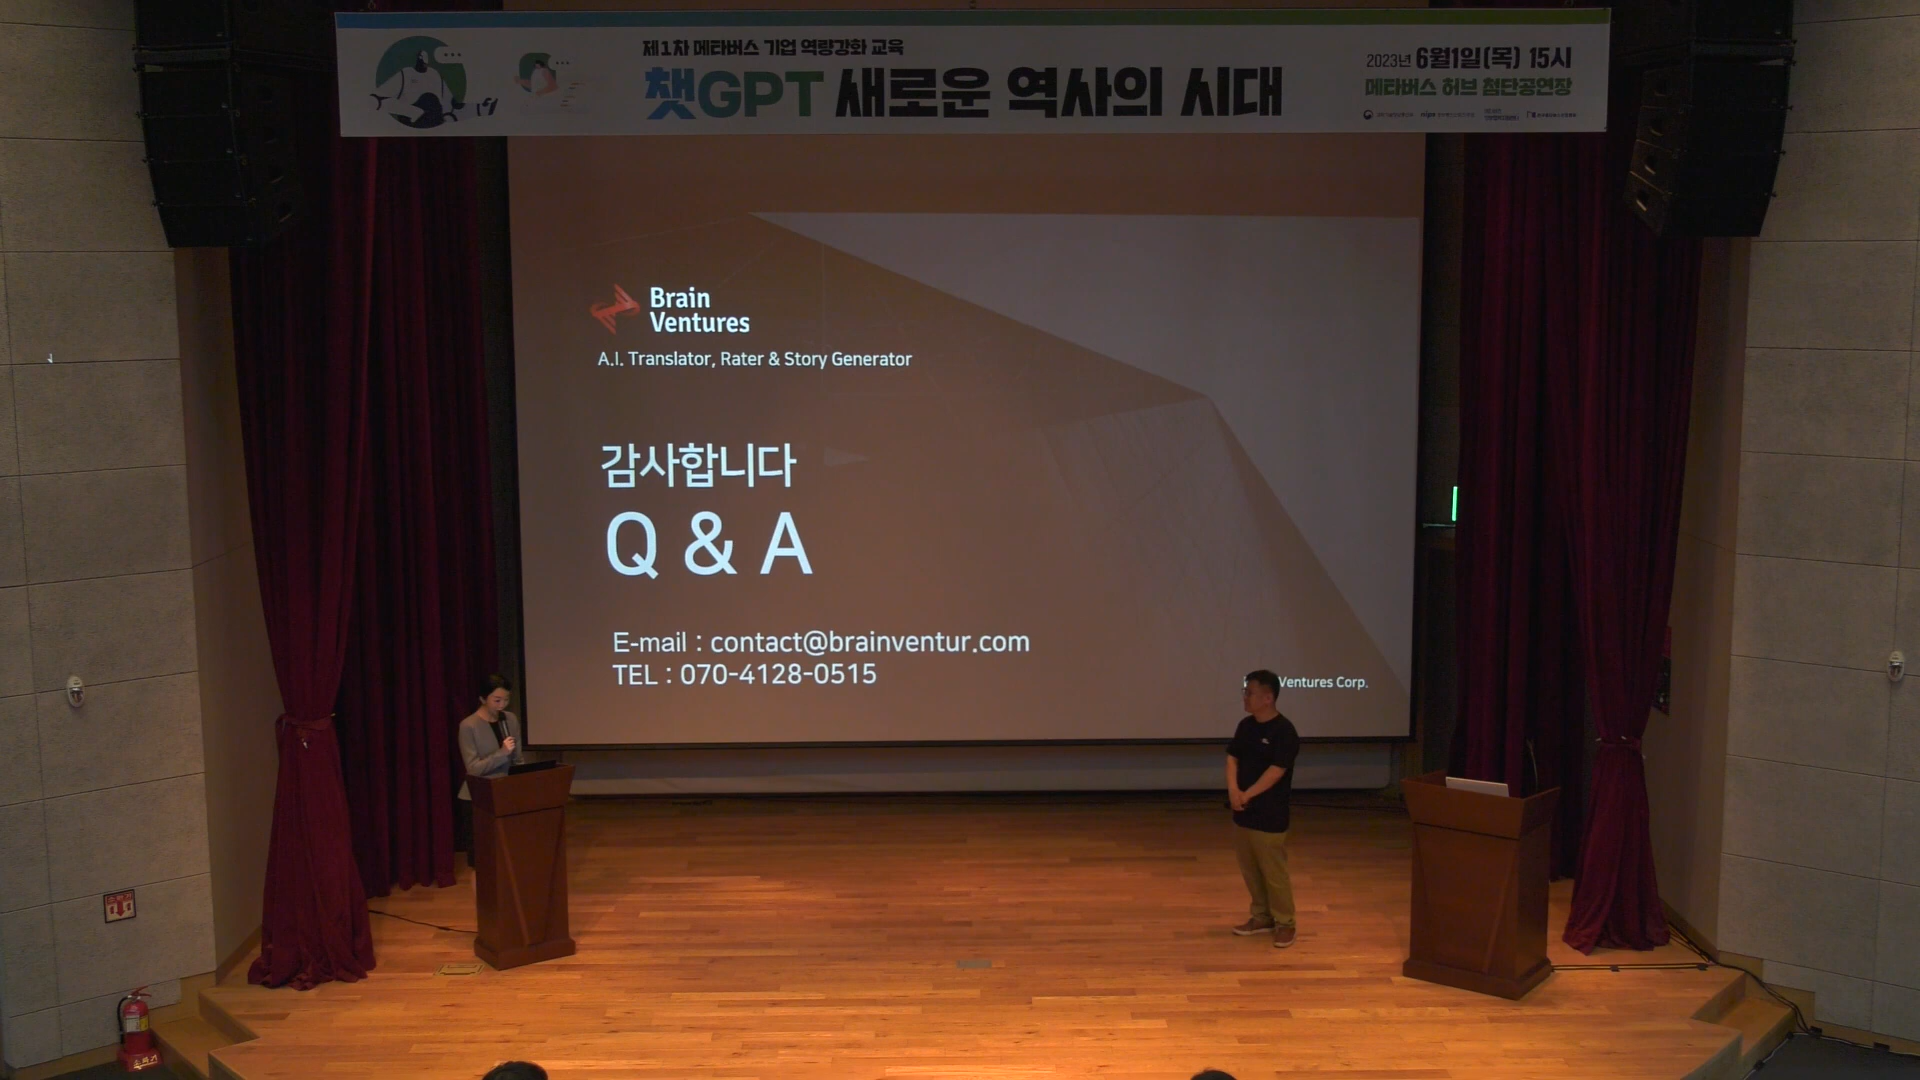 제1차 메타버스 기업 역량강화 교육
챗GPT 새로운 역사의 시대
2023년 6월1일(목) 15시
메타버스 허브 첨단공연장
Brain
Ventures
A.I. Translator, Rater & Story Generator
감사합니다
Q & A
E-mail : contact@brainventur.com
TEL : 070-4128-0515
Ventures Corp.